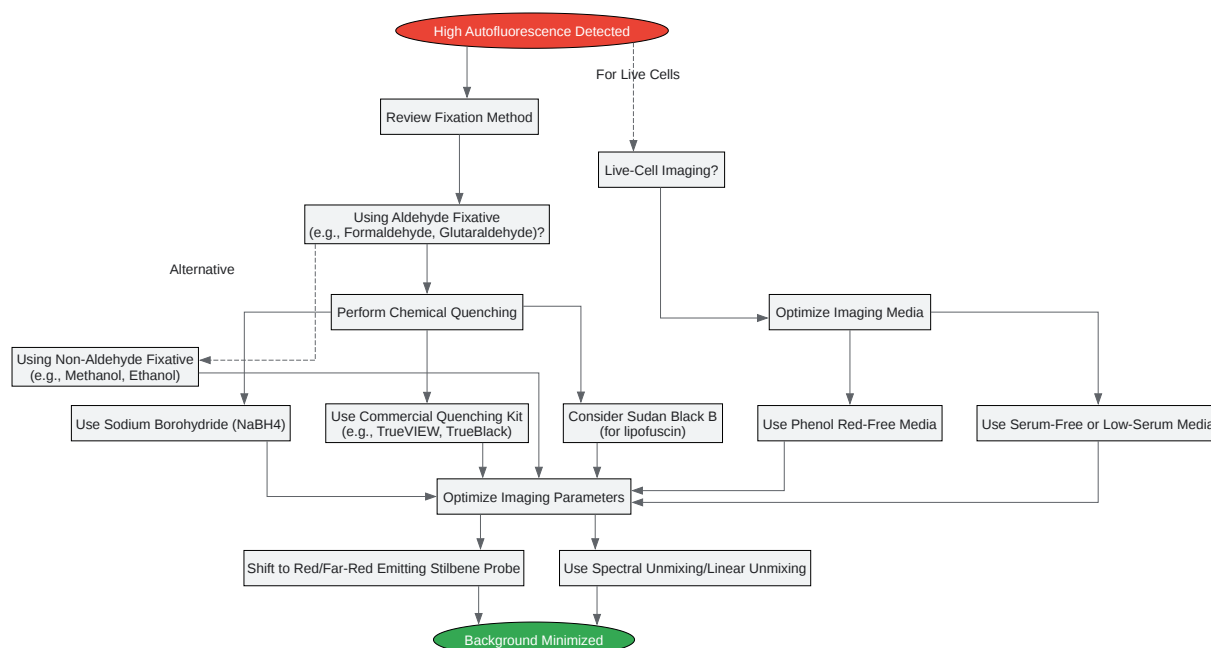 High Autofluorescence Detected
For Live Cells
Review Fixation Method
Live-Cell Imaging?
Using Aldehyde Fixative
(e.g., Formaldehyde, Glutaraldehyde)?
Alternative
Perform Chemical Quenching
Optimize Imaging Media
Using Non-Aldehyde Fixative
(e.g., Methanol, Ethanol)
Use Sodium Borohydride (NaBH4)
Use Commercial Quenching Kit
(e.g., TrueVIEW, TrueBlack)
Consider Sudan Black B
(for lipofuscin)
Use Phenol Red-Free Media
Use Serum-Free or Low-Serum Media
Optimize Imaging Parameters
Shift to Red/Far-Red Emitting Stilbene Probe
Use Spectral Unmixing/Linear Unmixing
Background Minimized